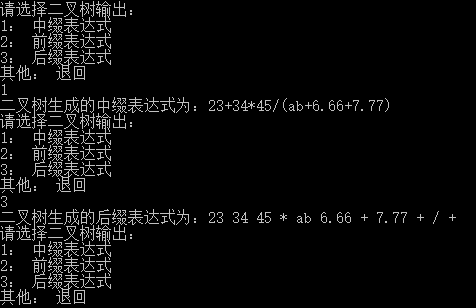 请选择二叉树输出：
1： 中缀表达式
2： 前缀表达式
3： 后缀表达式
其他： 退回
1
二叉树生成的中缀表达式为：23+34*45/(ab+6.66+7.77)
请选择二叉树输出：
1： 中缀表达式
2： 前缀表达式
3： 后缀表达式
其他： 退回
3
二叉树生成的后缀表达式为：23 34 45 * ab 6.66 + 7.77 + / +
请选择二叉树输出：
1： 中缀表达式
2： 前缀表达式
3： 后缀表达式
其他： 退回